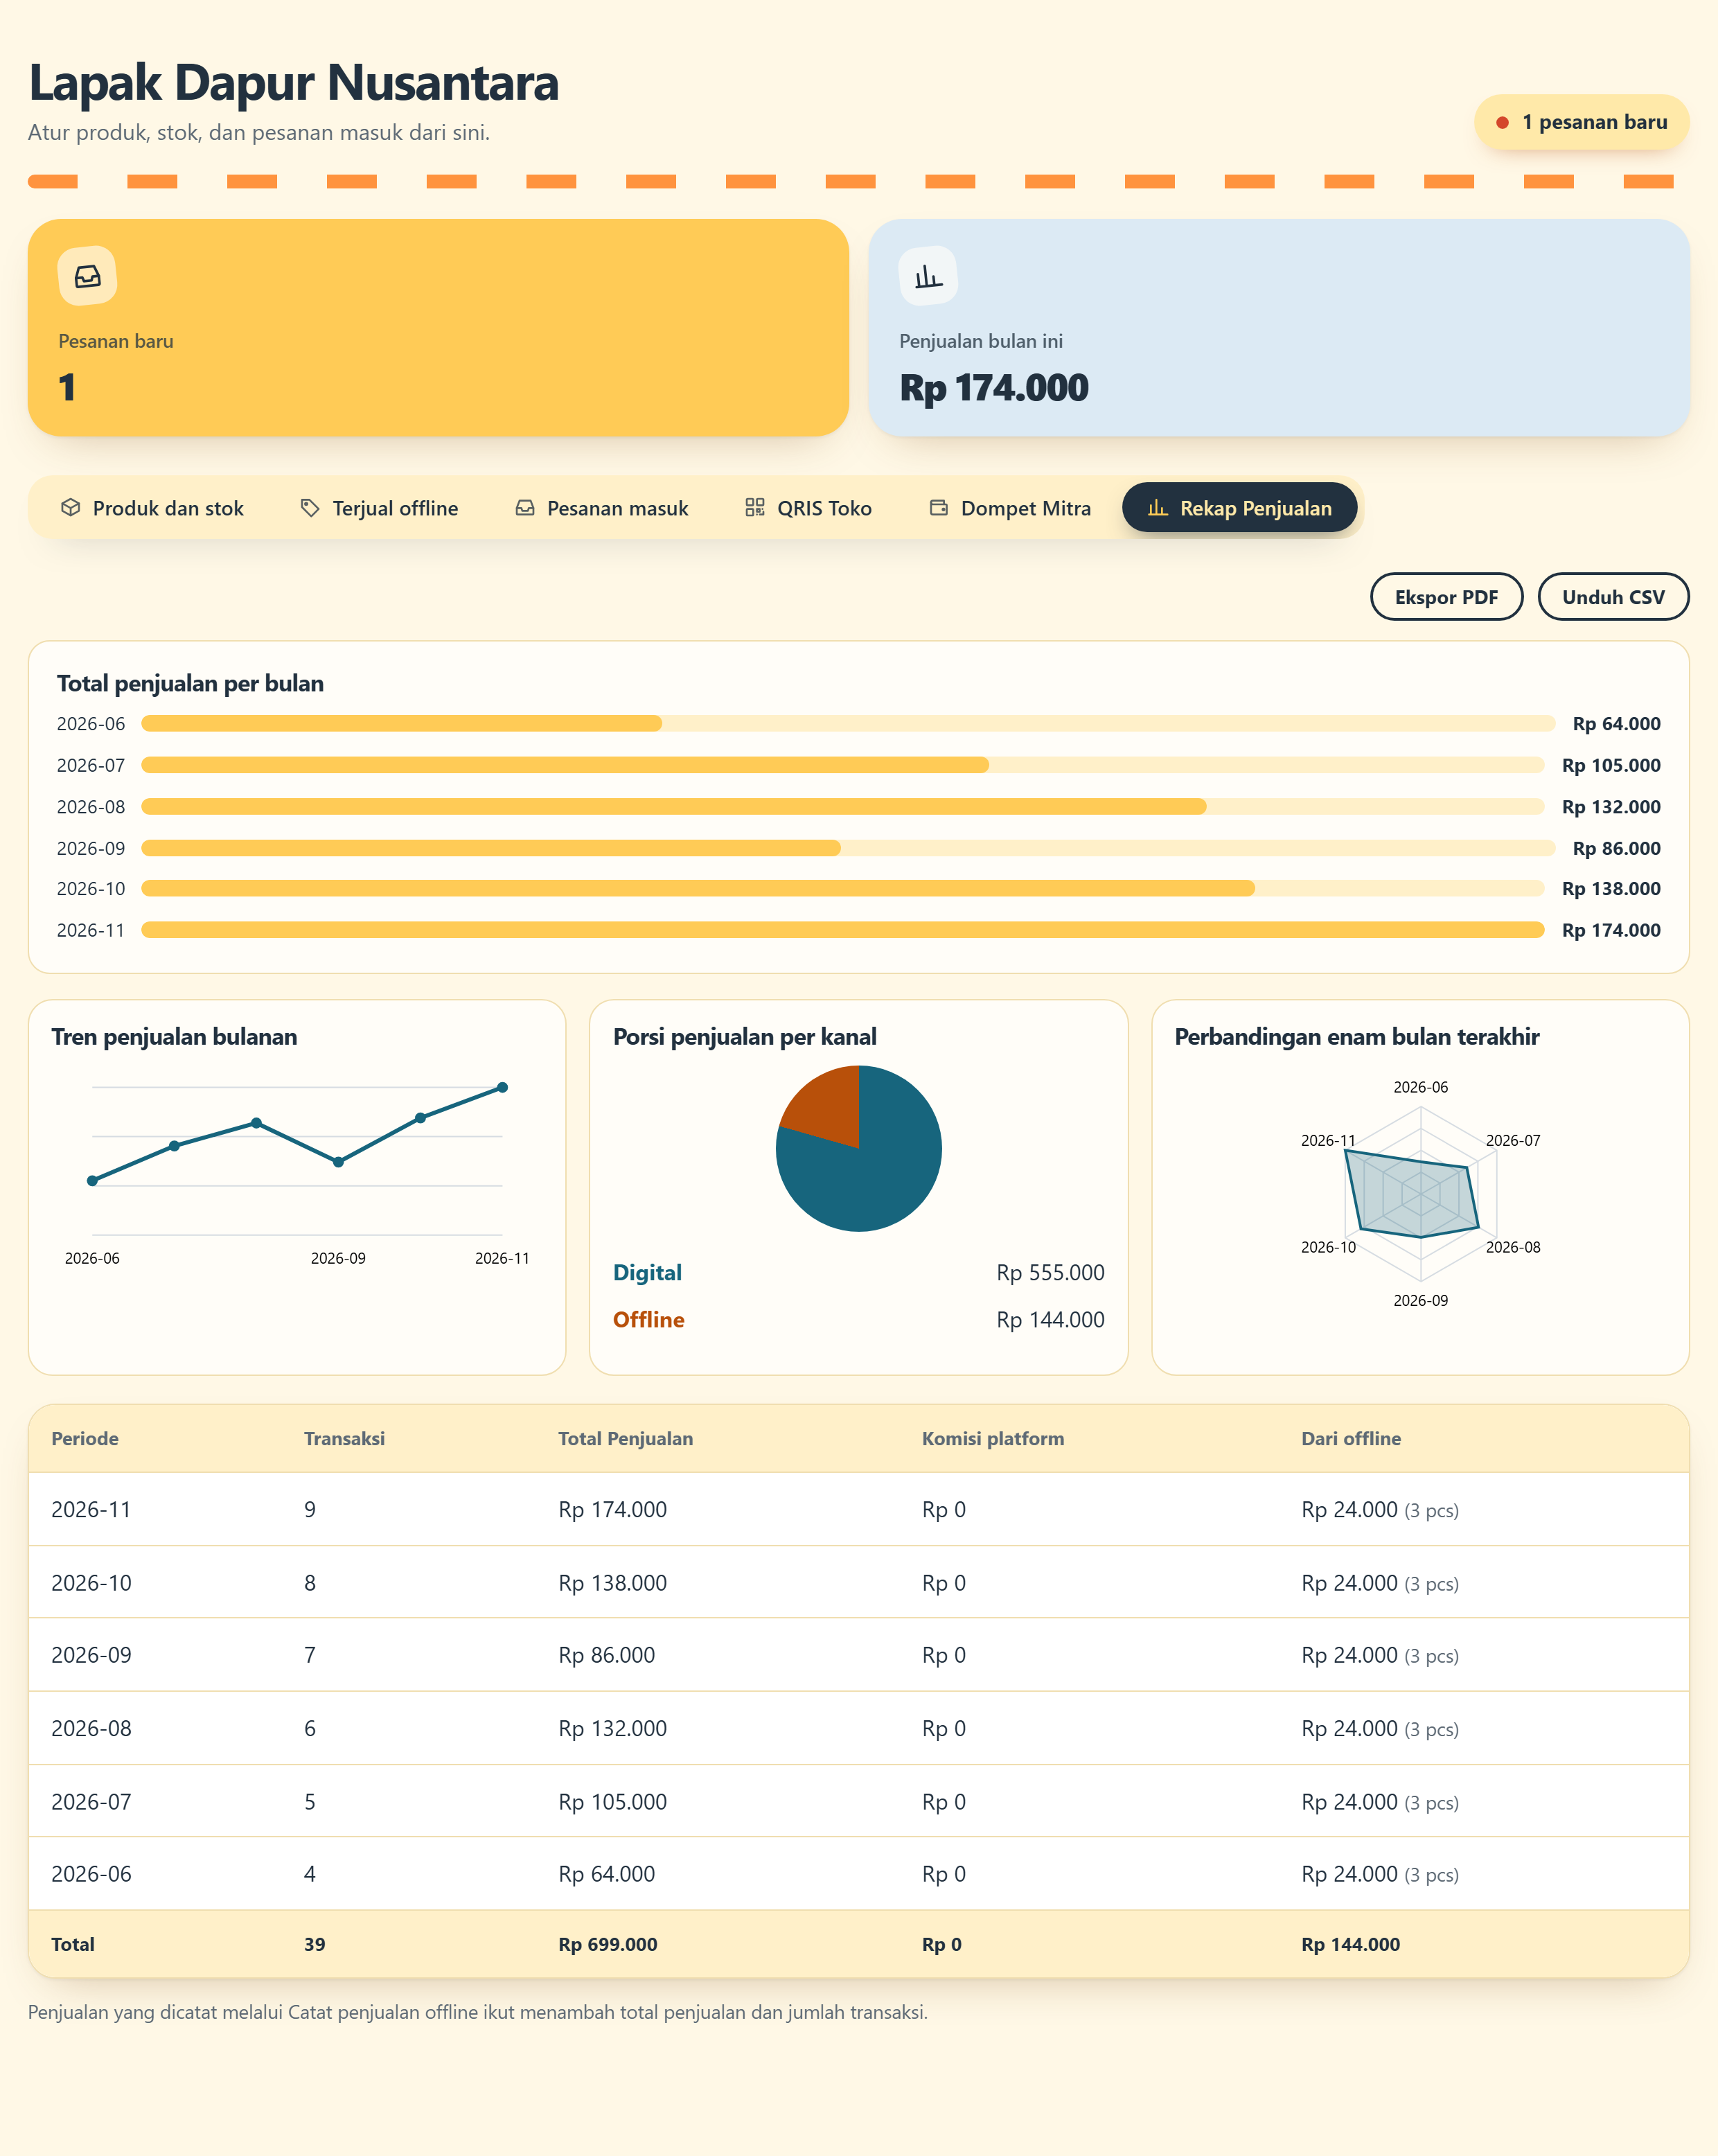 Lapak Dapur Nusantara
Atur produk, stok, dan pesanan masuk dari sini.
1 pesanan baru
Pesanan baru
1
Penjualan bulan ini
Rp 174.000
Produk dan stok
Terjual offline
Pesanan masuk
QRIS Toko
Dompet Mitra
Rekap Penjualan
Ekspor PDF
Unduh CSV
Total penjualan per bulan
2026-06 Rp 64.000
2026-07 Rp 105.000
2026-08 Rp 132.000
2026-09 Rp 86.000
2026-10 Rp 138.000
2026-11 Rp 174.000
Tren penjualan bulanan
2026-06 2026-09 2026-11
Porsi penjualan per kanal
Digital Rp 555.000
Offline Rp 144.000
Perbandingan enam bulan terakhir
2026-06
2026-11 2026-07
2026-10 2026-08
2026-09
Periode Transaksi Total Penjualan Komisi platform Dari offline
2026-11 9 Rp 174.000 Rp 0 Rp 24.000 (3 pcs)
2026-10 8 Rp 138.000 Rp 0 Rp 24.000 (3 pcs)
2026-09 7 Rp 86.000 Rp 0 Rp 24.000 (3 pcs)
2026-08 6 Rp 132.000 Rp 0 Rp 24.000 (3 pcs)
2026-07 5 Rp 105.000 Rp 0 Rp 24.000 (3 pcs)
2026-06 4 Rp 64.000 Rp 0 Rp 24.000 (3 pcs)
Total 39 Rp 699.000 Rp 0 Rp 144.000
Penjualan yang dicatat melalui Catat penjualan offline ikut menambah total penjualan dan jumlah transaksi.